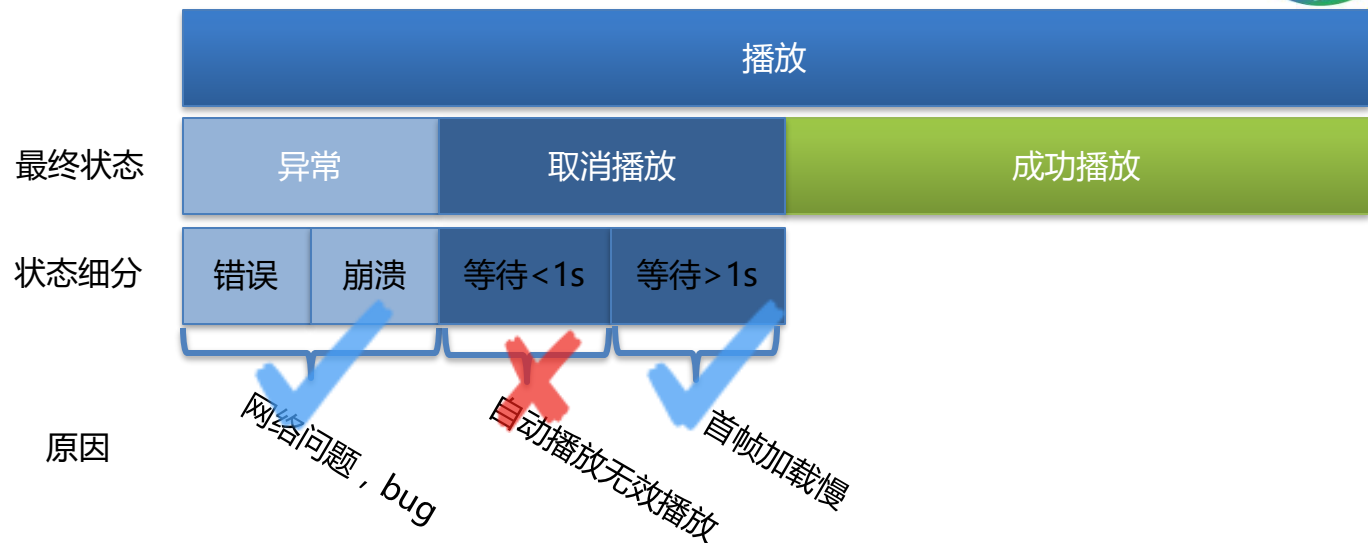 播放
最终状态
异常
取消播放
成功播放
状态细分
错误
崩溃
等待<1s
等待>1s
原因
网络问题，bug
自动播放无效播放
首帧加载慢